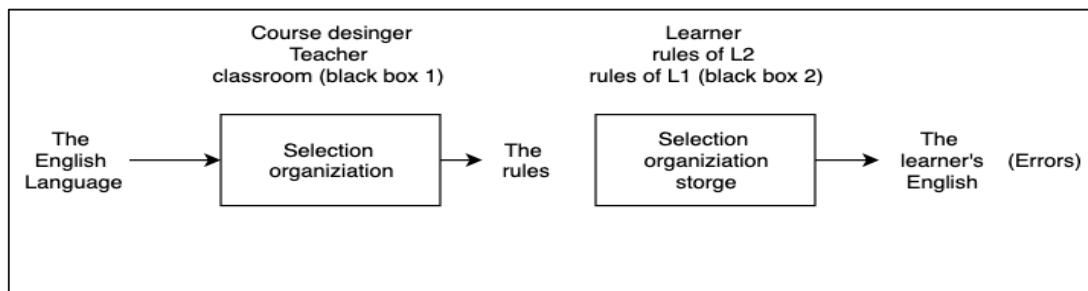 Course desinger
Teacher
classroom (black box 1)
Learner
rules of L2
rules of L1 (black box 2)
The
English
Language
Selection
organiziation
The
rules
Selection
organiziation
storge
The
learner's
English
(Errors)